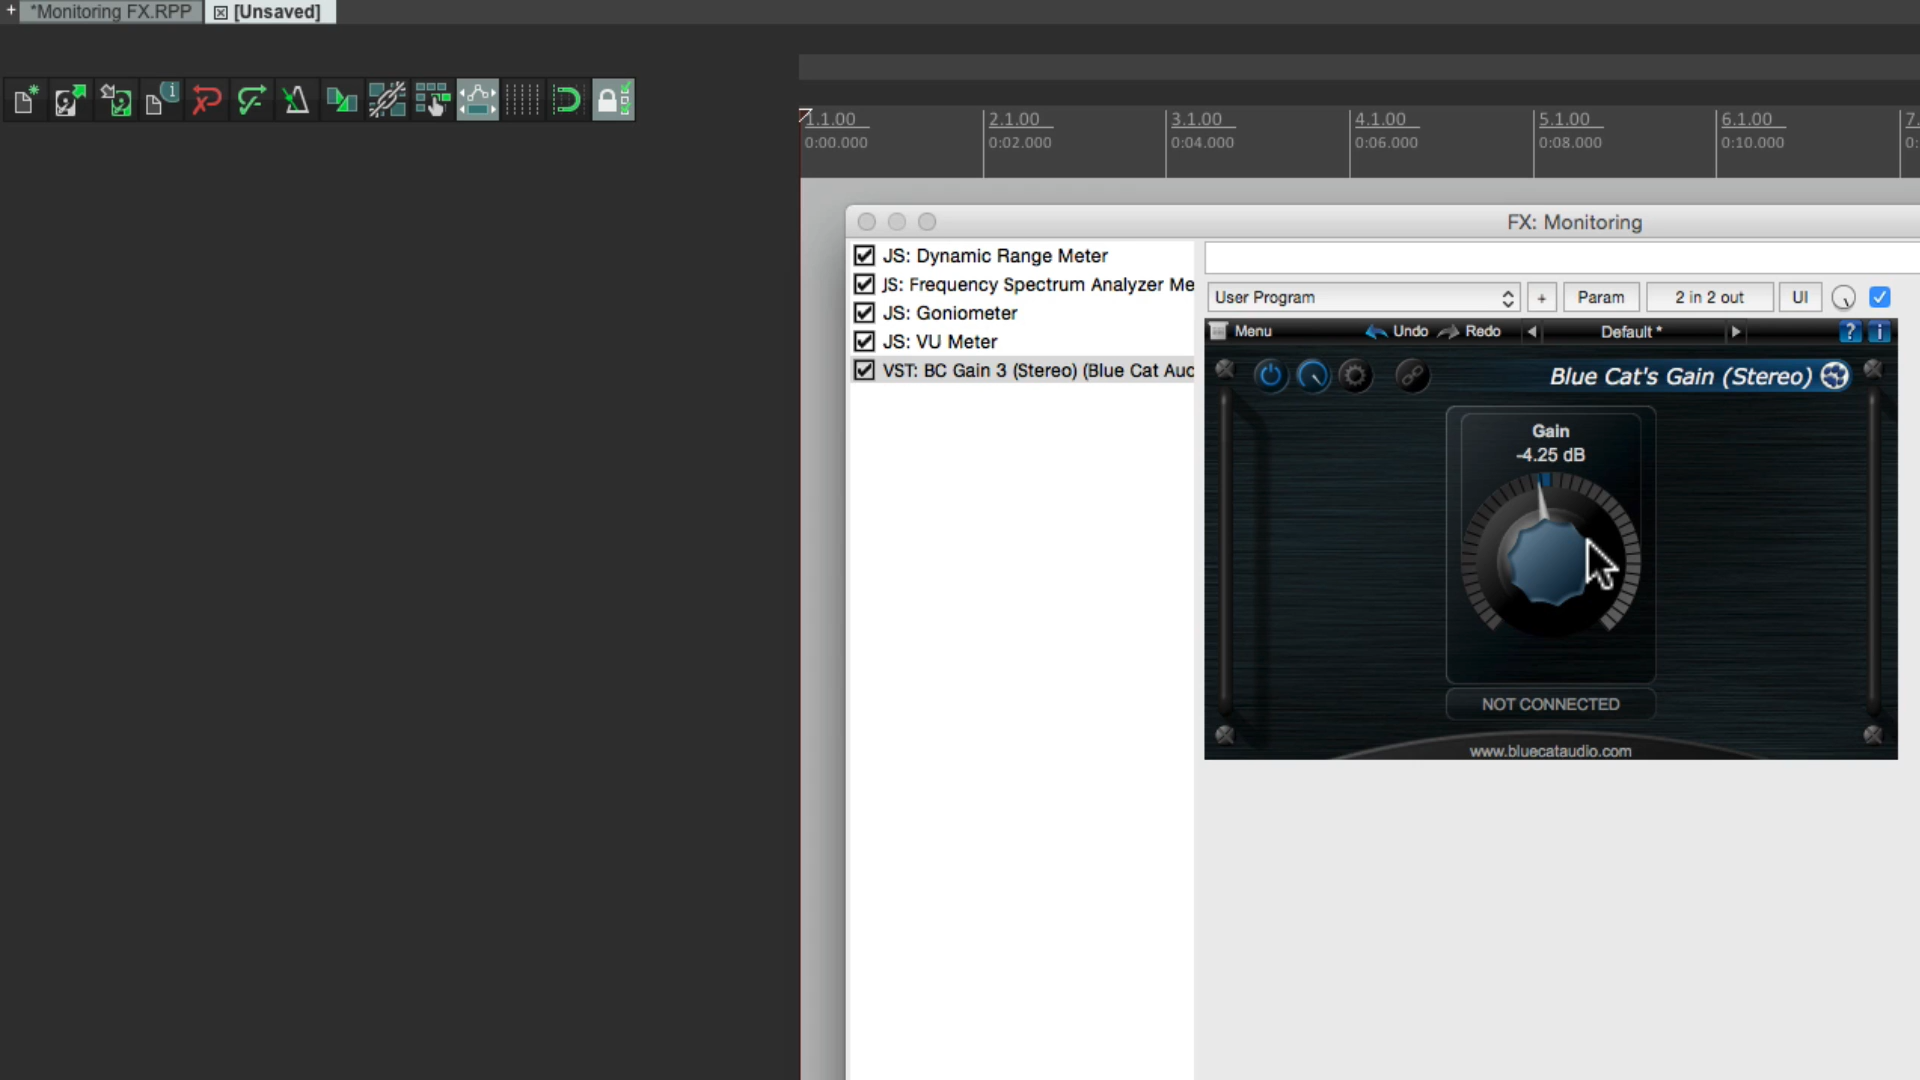 + *Monitoring FX.RPP [Unsaved]
1.1.00 2.1.00 3.1.00 4.1.00 5.1.00 6.1.00 7.
0:00.000 0:02.000 0:04.000 0:06.000 0:08.000 0:10.000 0:
FX: Monitoring
JS: Dynamic Range Meter
JS: Frequency Spectrum Analyzer Me
JS: Goniometer
JS: VU Meter
VST: BC Gain 3 (Stereo) (Blue Cat Auc
User Program + Param 2 in 2 out UI
Menu Undo Redo Default * ? i
Blue Cat's Gain (Stereo)
Gain
-4.25 dB
NOT CONNECTED
www.bluecataudio.com